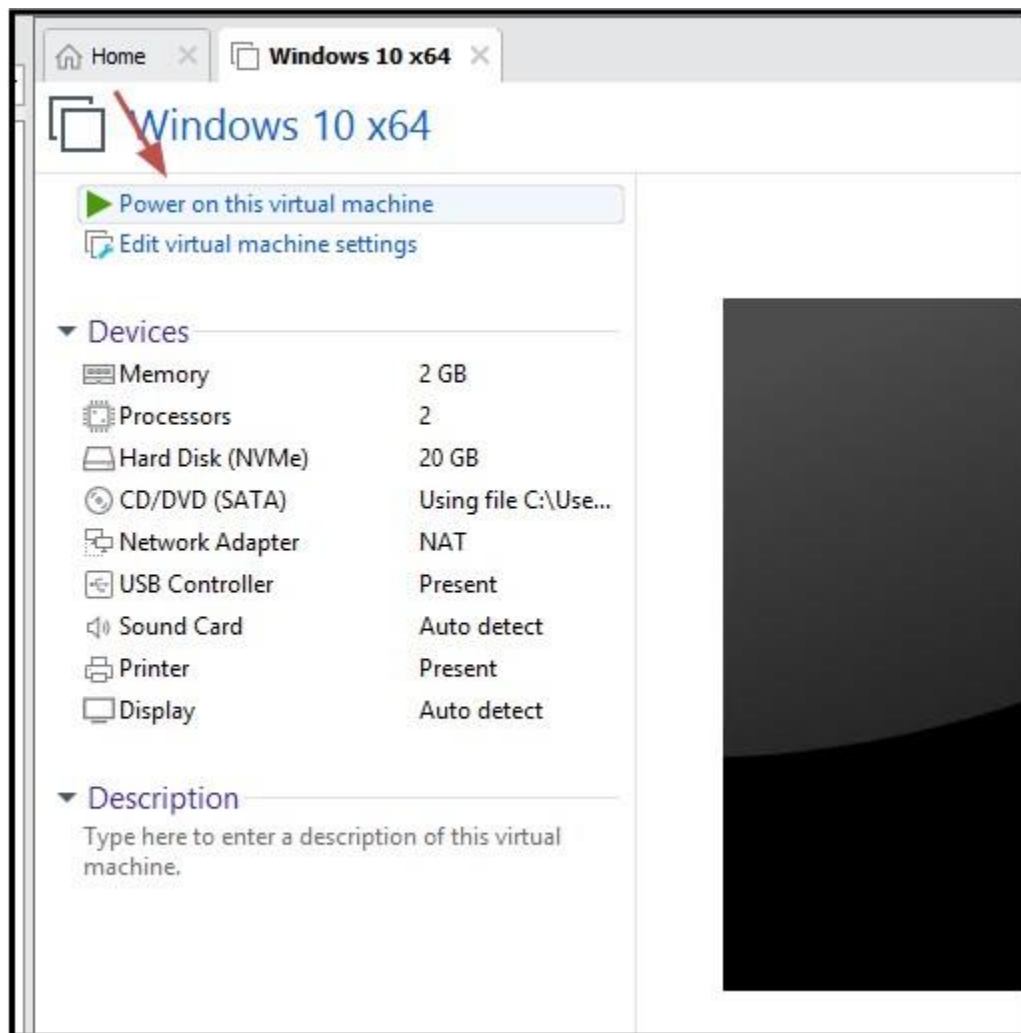 Home
Windows 10 x64
Windows 10 x64
Power on this virtual machine
Edit virtual machine settings
Devices
Memory 2 GB
Processors 2
Hard Disk (NVMe) 20 GB
CD/DVD (SATA) Using file C:\Use...
Network Adapter NAT
USB Controller Present
Sound Card Auto detect
Printer Present
Display Auto detect
Description
Type here to enter a description of this virtual
machine.